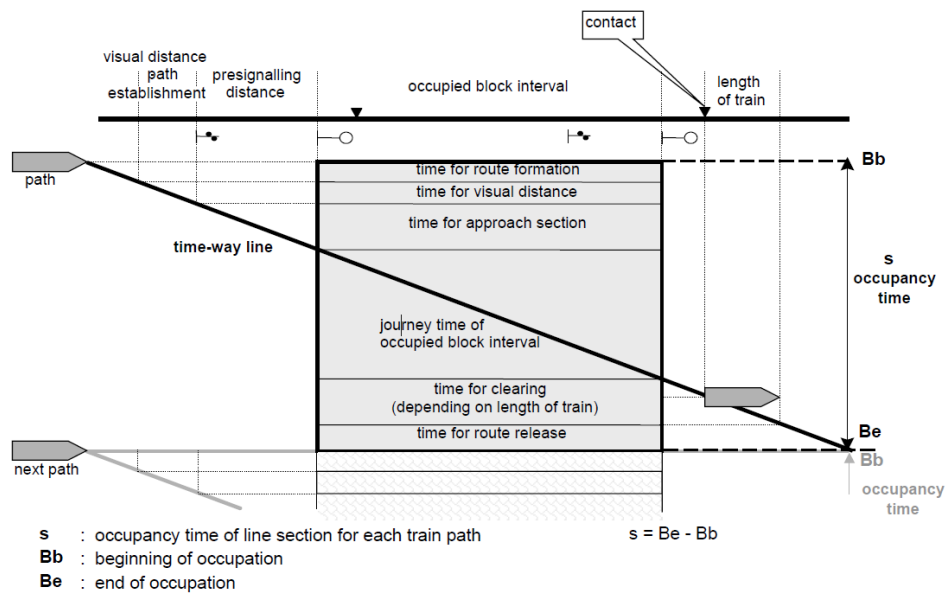 contact
visual distance
path
establishment
presignalling
distance
occupied block interval
length
of train
path
time for route formation
Bb
time for visual distance
time for approach section
time-way line
s
occupancy
time
journey time of
occupied block interval
time for clearing
(depending on length of train)
time for route release
Be
next path
Bb
occupancy
time
s : occupancy time of line section for each train path s = Be - Bb
Bb : beginning of occupation
Be : end of occupation